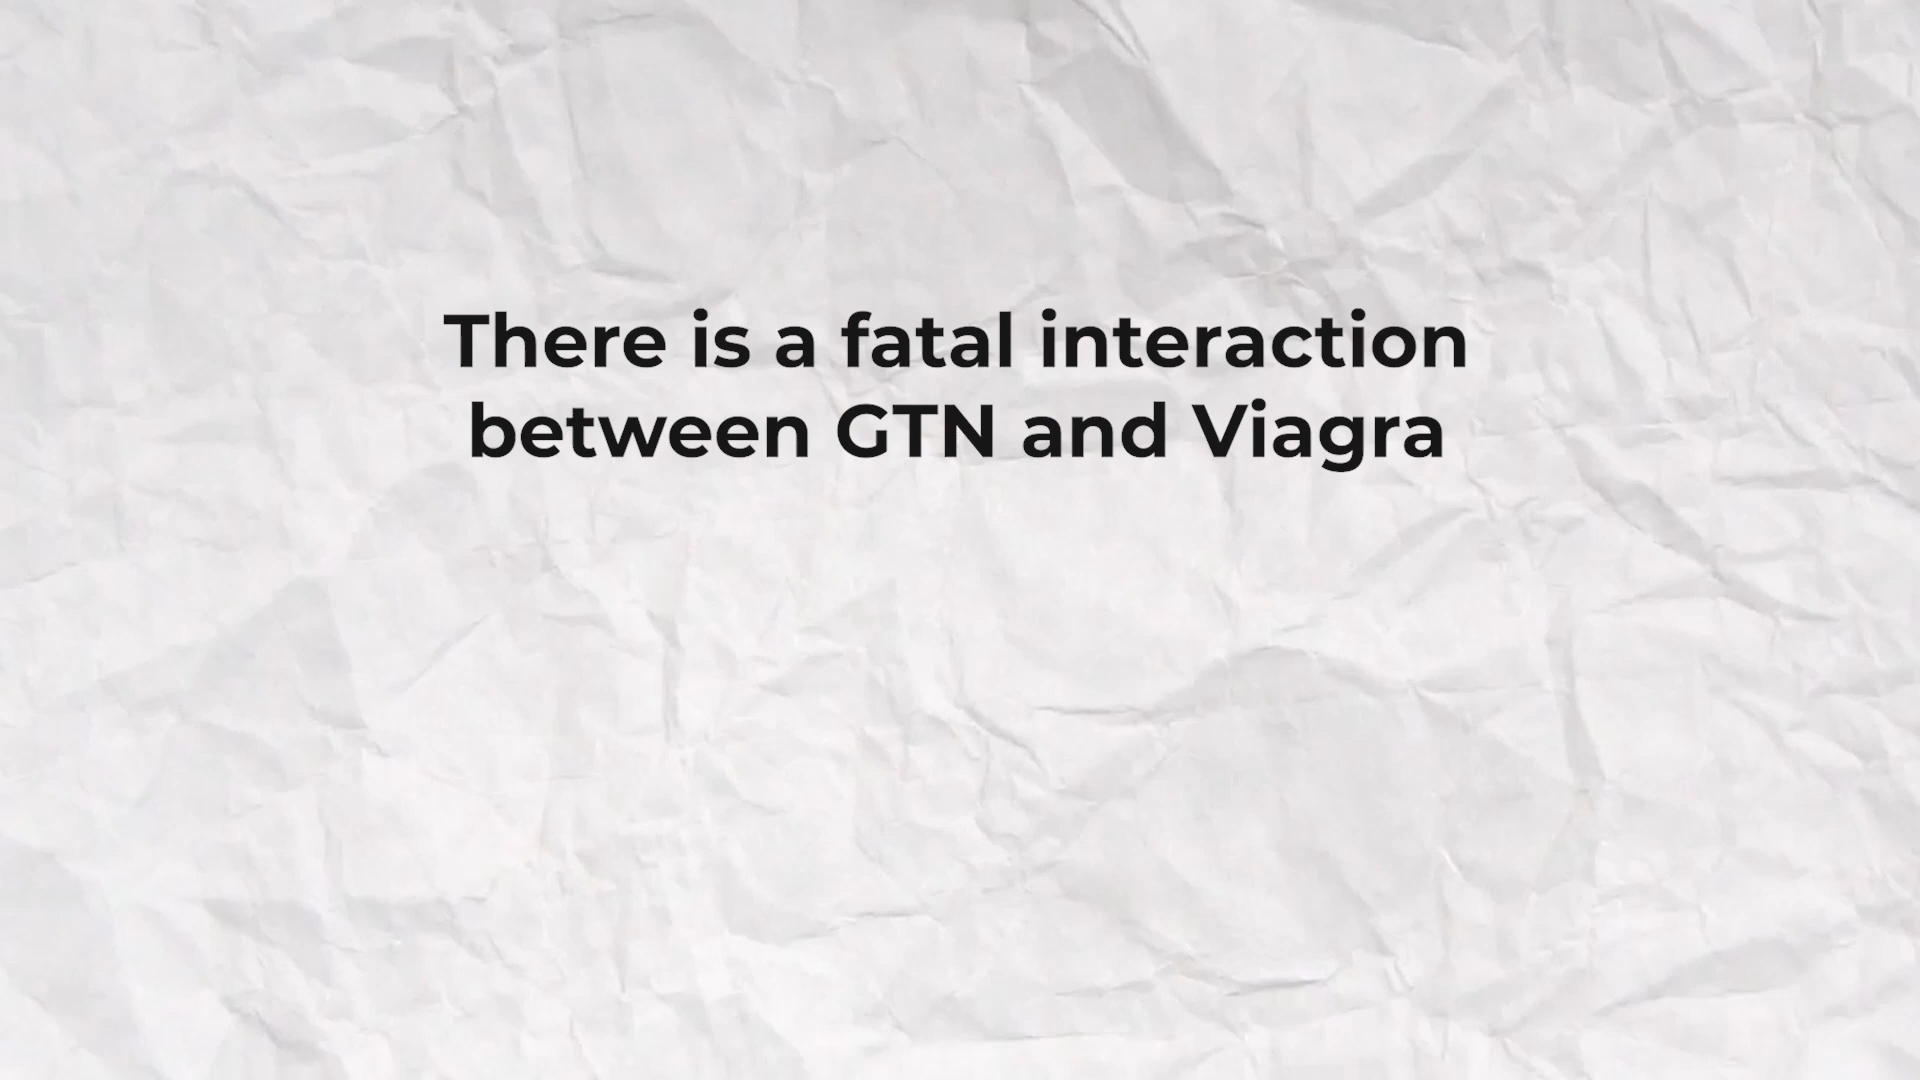 There is a fatal interaction
between GTN and Viagra